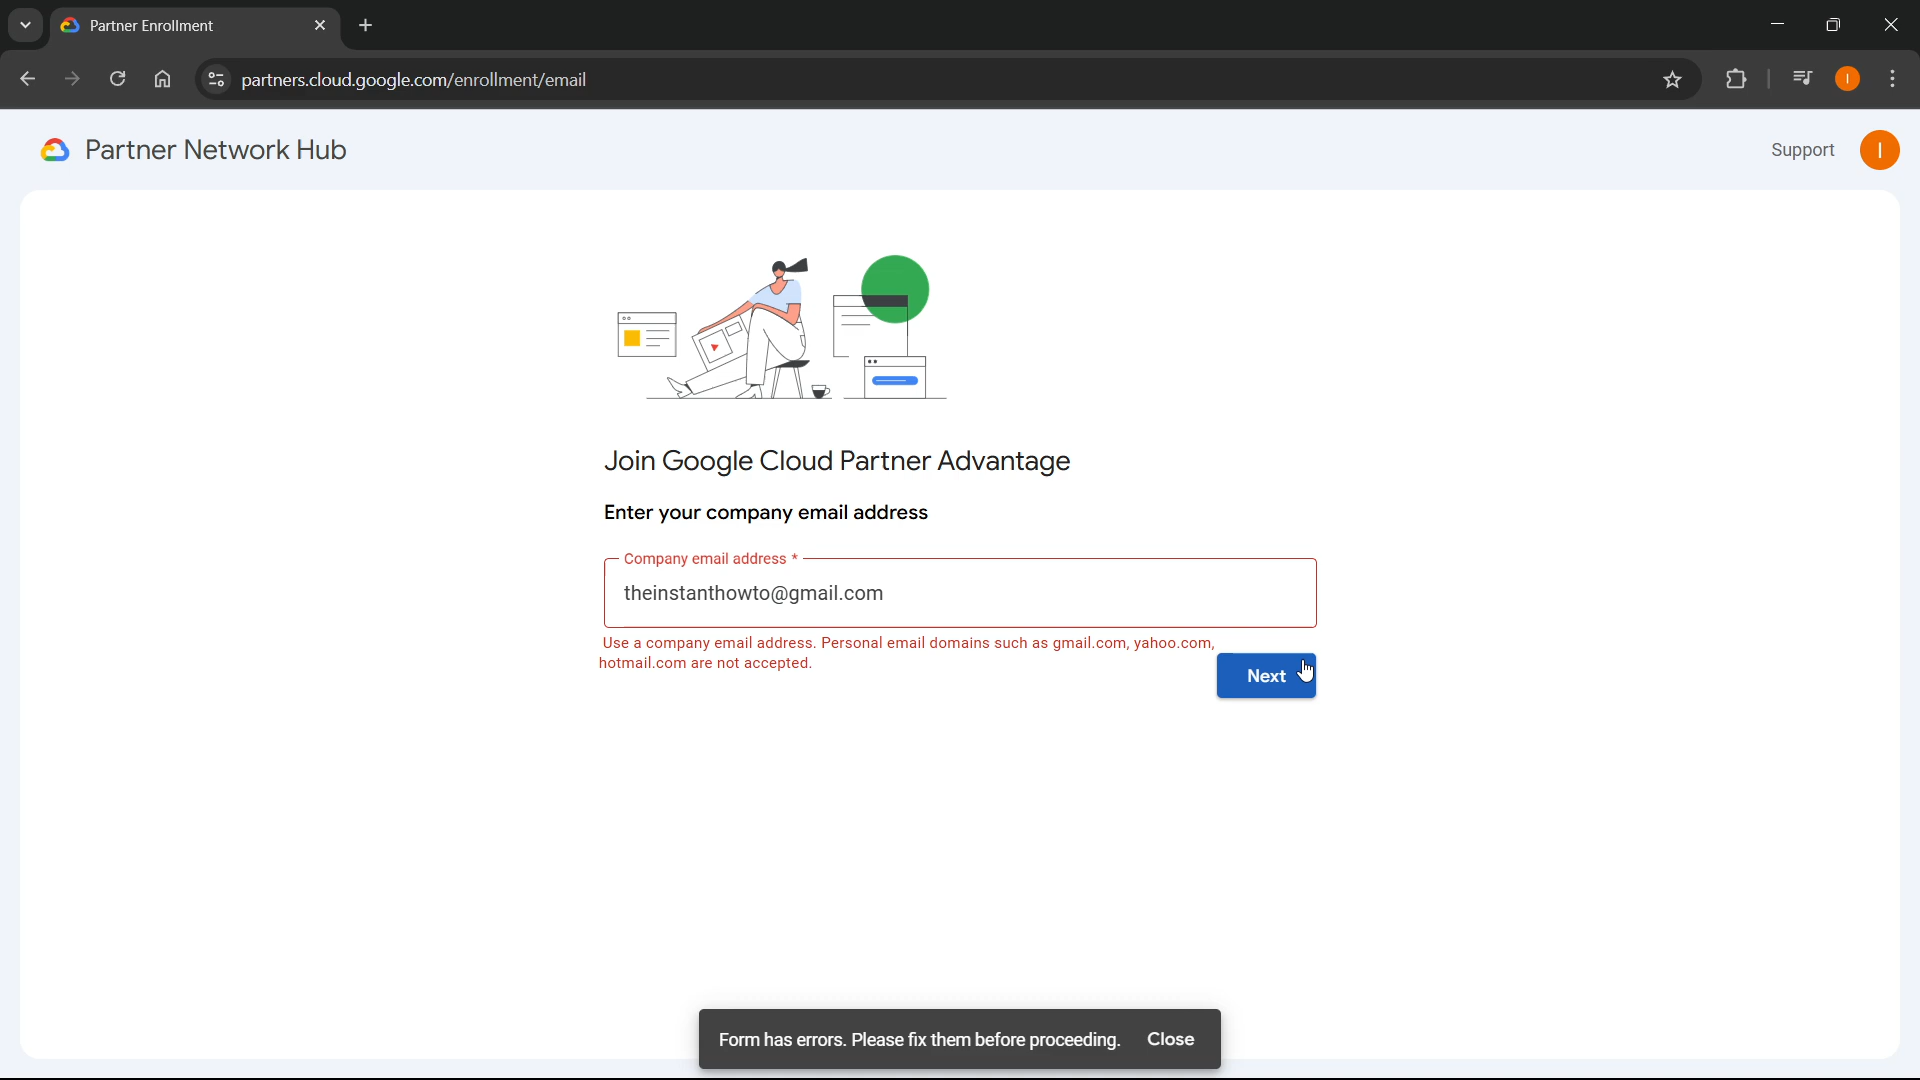 Partner Enrollment
partners.cloud.google.com/enrollment/email
I
Partner Network Hub
Support
I
Join Google Cloud Partner Advantage
Enter your company email address
Company email address *
theinstanthowto@gmail.com
Use a company email address. Personal email domains such as gmail.com, yahoo.com,
hotmail.com are not accepted.
Next
Form has errors. Please fix them before proceeding. Close